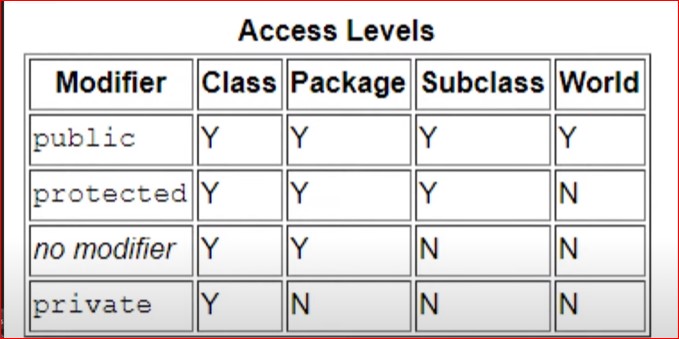 Access Levels
Modifier Class Package Subclass World
public Y Y Y Y
protected Y Y Y N
no modifier Y Y N N
private Y N N N